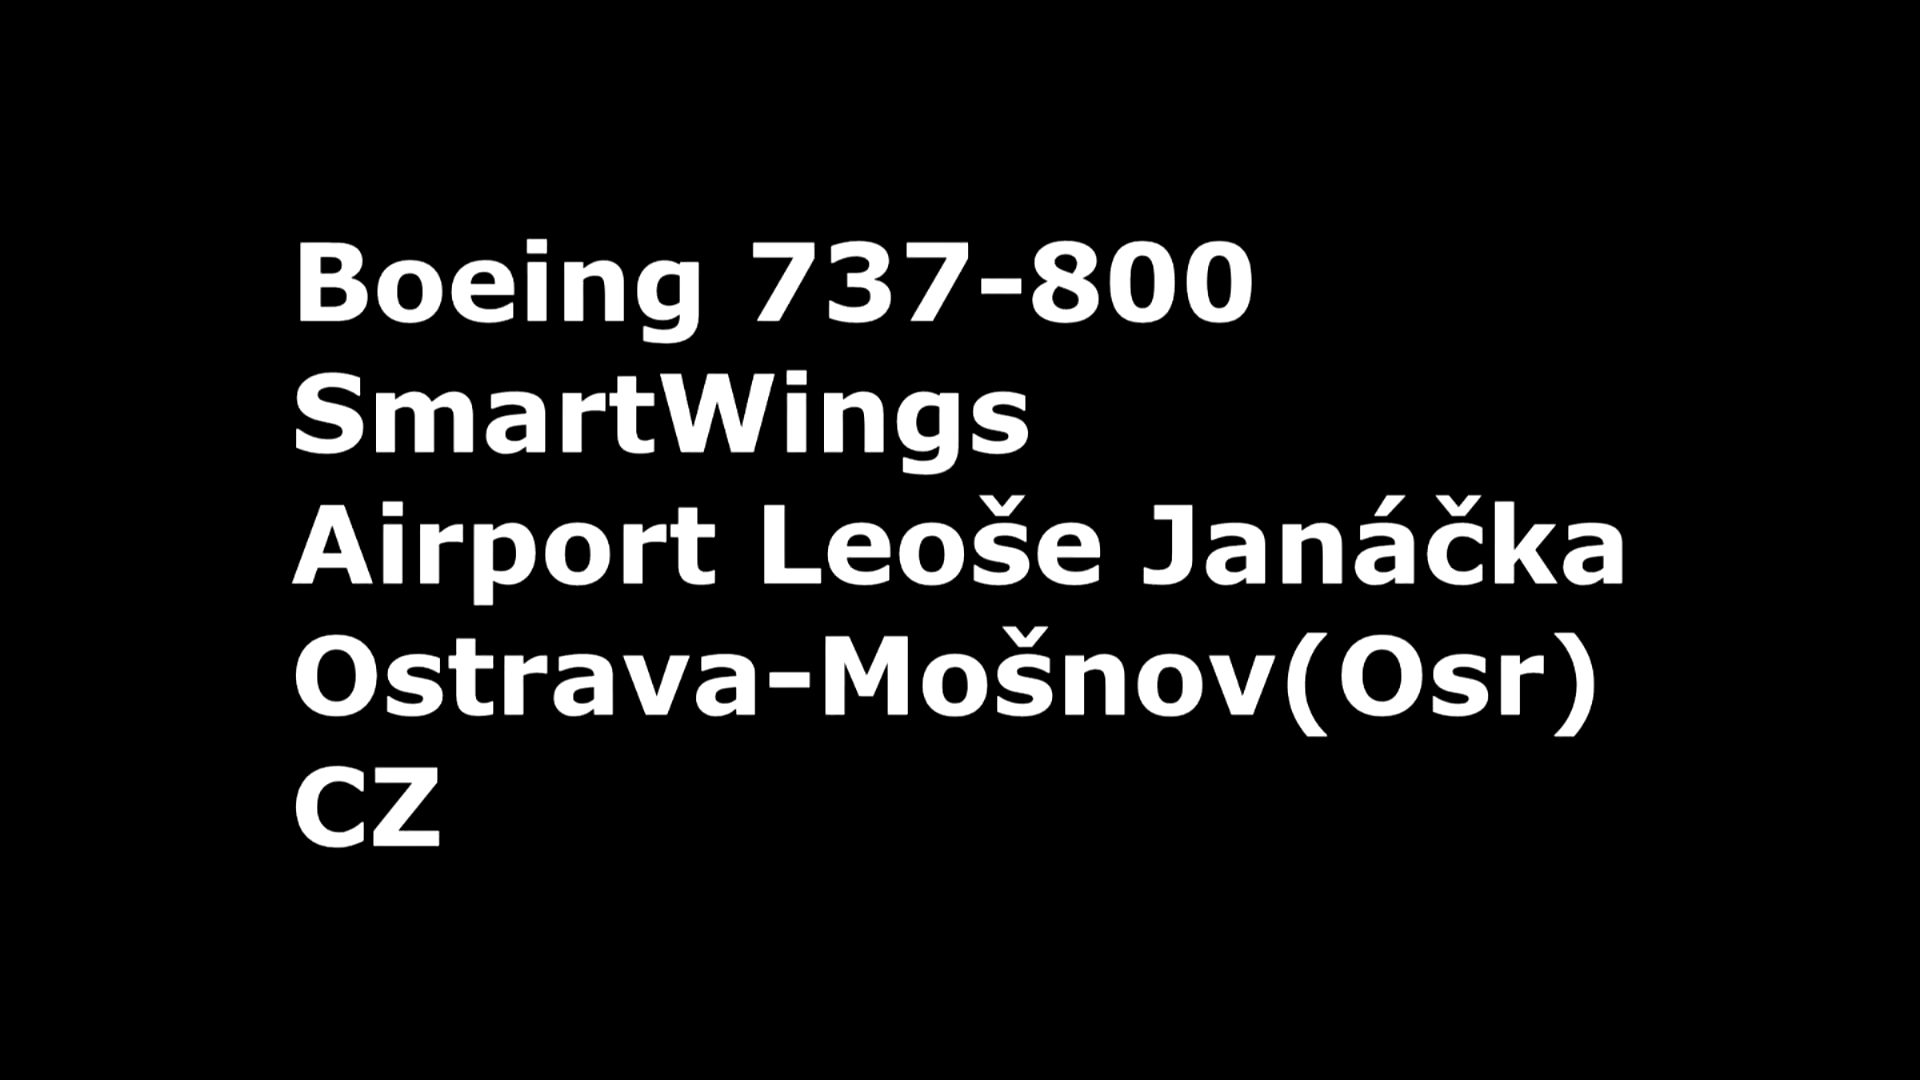 Boeing 737-800
SmartWings
Airport Leoše Janáčka
Ostrava-Mošnov(Osr)
CZ